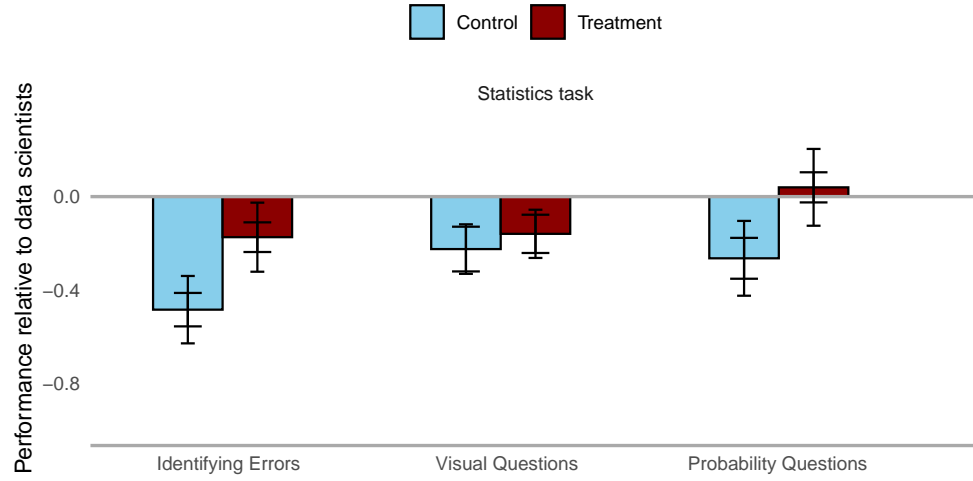 Control Treatment
Statistics task
Performance relative to data scientists
0.0
−0.4
−0.8
Identifying Errors Visual Questions Probability Questions